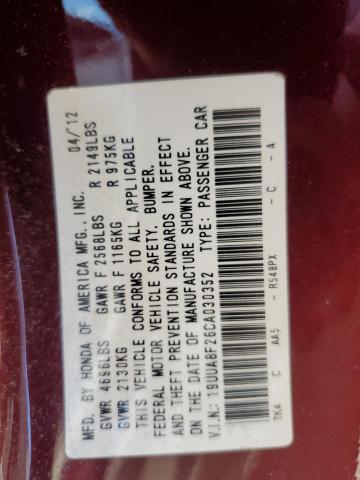 MFD. BY HONDA OF AMERICA MFG., INC. 04/'12
GVWR 4696LBS GAWR F 2568LBS R 2149LBS
GVWR 2130KG GAWR F 1165KG R 975KG
THIS VEHICLE CONFORMS TO ALL APPLICABLE
FEDERAL MOTOR VEHICLE SAFETY, BUMPER,
AND THEFT PREVENTION STANDARDS IN EFFECT
ON THE DATE OF MANUFACTURE SHOWN ABOVE.
V.I.N.: 19UUA8F26CA030352 TYPE: PASSENGER CAR
TK4 C AA5 - R548PX - C - A